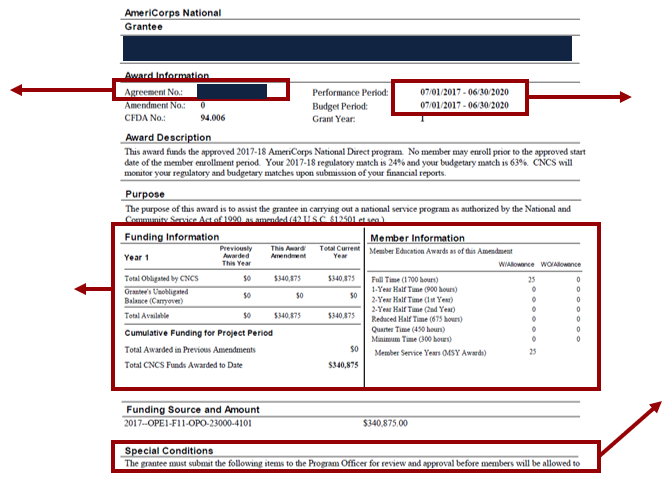 AmeriCorps National
Grantee
Award Information
Agreement No.: Performance Period: 07/01/2017 - 06/30/2020
Amendment No.: 0 Budget Period: 07/01/2017 - 06/30/2020
CFDA No.: 94.006 Grant Year: 1
Award Description
This award funds the approved 2017-18 AmeriCorps National Direct program. No member may enroll prior to the approved start
date of the member enrollment period. Your 2017-18 regulatory match is 24% and your budgetary match is 63%. CNCS will
monitor your regulatory and budgetary matches upon submission of your financial reports.
Purpose
The purpose of this award is to assist the grantee in carrying out a national service program as authorized by the National and
Community Service Act of 1990, as amended (42 U.S.C. §12501 et seq.)
Funding Information
Year 1 Previously Awarded This Year This Award/ Amendment Total Current Year
Total Obligated by CNCS $0 $340,875 $340,875
Grantee's Unobligated Balance (Carryover) $0 $0 $0
Total Available $0 $340,875 $340,875
Cumulative Funding for Project Period
Total Awarded in Previous Amendments $0
Total CNCS Funds Awarded to Date $340,875
Member Information
Member Education Awards as of this Amendment
W/Allowance WO/Allowance
Full Time (1700 hours) 25 0
1-Year Half Time (900 hours) 0 0
2-Year Half Time (1st Year) 0 0
2-Year Half Time (2nd Year) 0 0
Reduced Half Time (675 hours) 0 0
Quarter Time (450 hours) 0 0
Minimum Time (300 hours) 0 0
Member Service Years (MSY Awards) 25
Funding Source and Amount
2017--OPE1-F11-OPO-23000-4101 $340,875.00
Special Conditions
The grantee must submit the following items to the Program Officer for review and approval before members will be allowed to